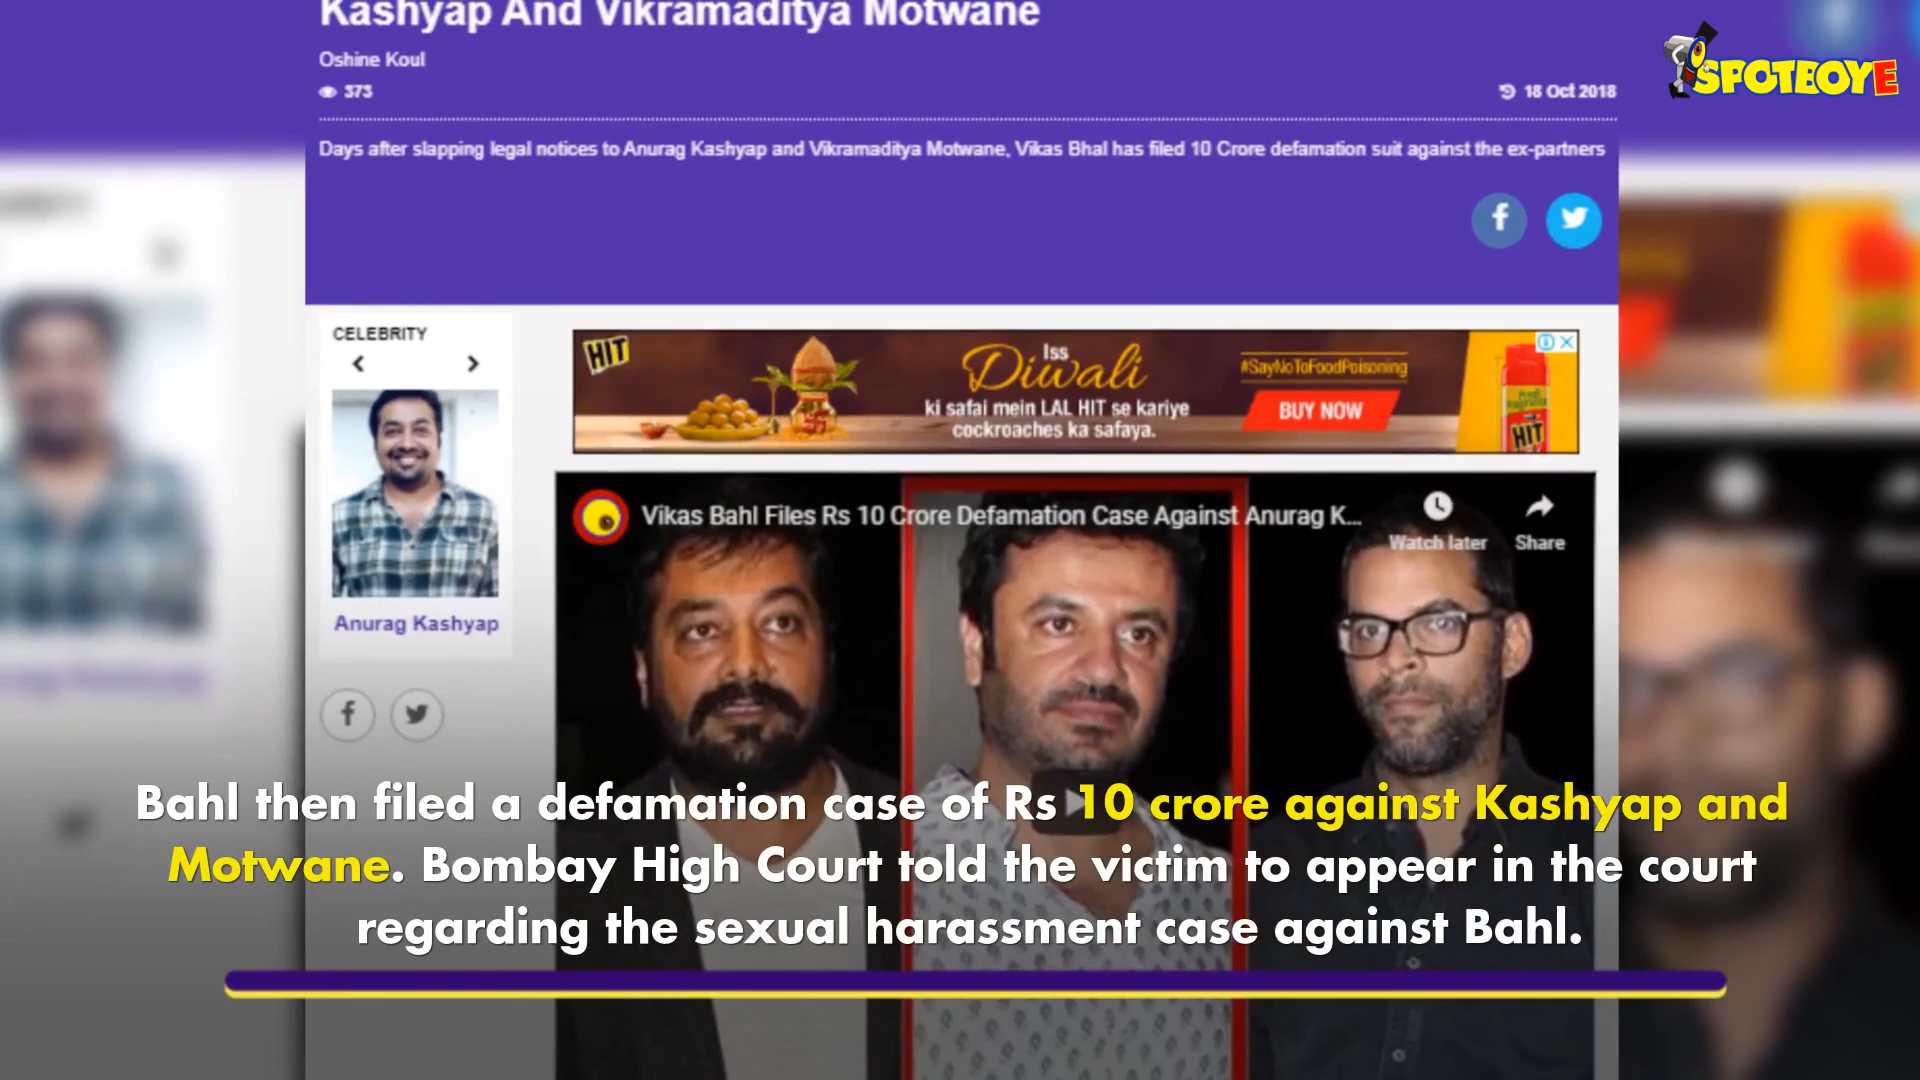 Kashyap And Vikramaditya Motwane
SPOTBOYE
Oshine Koul
373
18 Oct 2018
Days after slapping legal notices to Anurag Kashyap and Vikramaditya Motwane, Vikas Bhal has filed 10 Crore defamation suit against the ex-partners
CELEBRITY
Anurag Kashyap
HIT
Iss
Diwali
ki safai mein LAL HIT se kariye
cockroaches ka safaya.
#SayNoToFoodPoisoning
BUY NOW
HIT
Vikas Bahl Files Rs 10 Crore Defamation Case Against Anurag K...
Watch later
Share
Bahl then filed a defamation case of Rs 10 crore against Kashyap and
Motwane. Bombay High Court told the victim to appear in the court
regarding the sexual harassment case against Bahl.